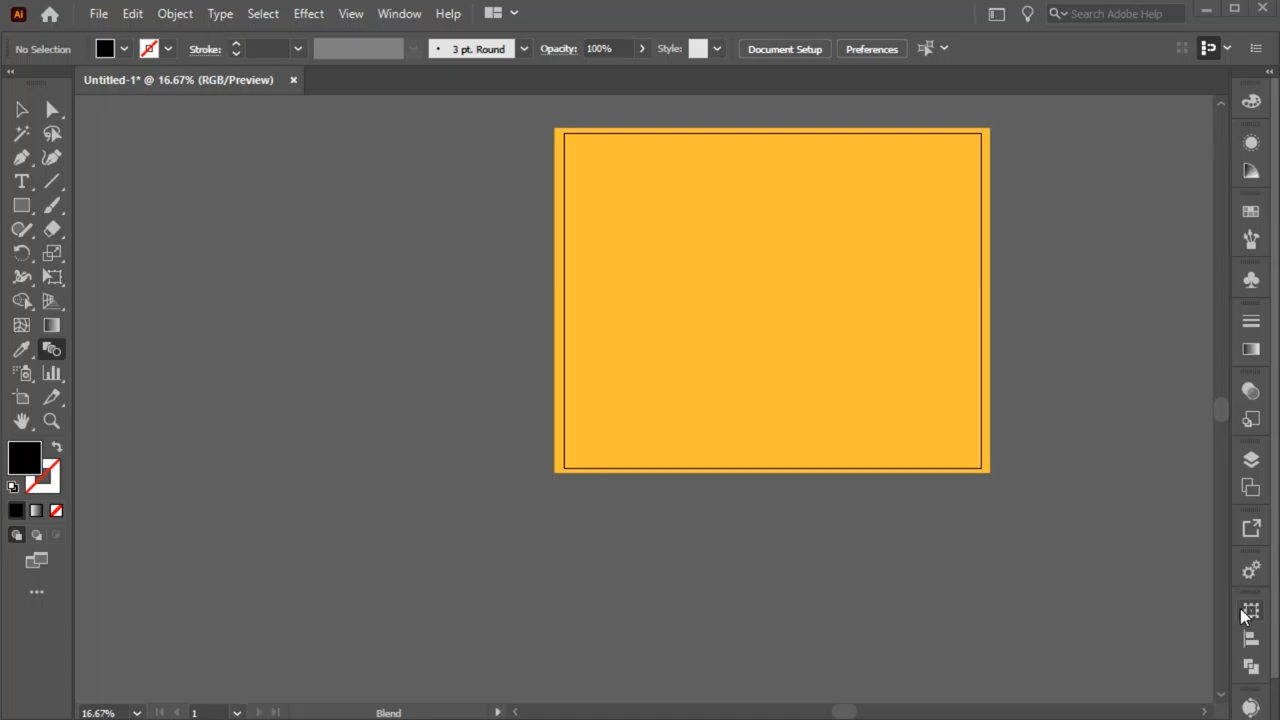 Ai File Edit Object Type Select Effect View Window Help Search Adobe Help
No Selection Stroke: 3 pt. Round Opacity: 100% Style: Document Setup Preferences
Untitled-1* @ 16.67% (RGB/Preview) ×
T
16.67% 1 Blend